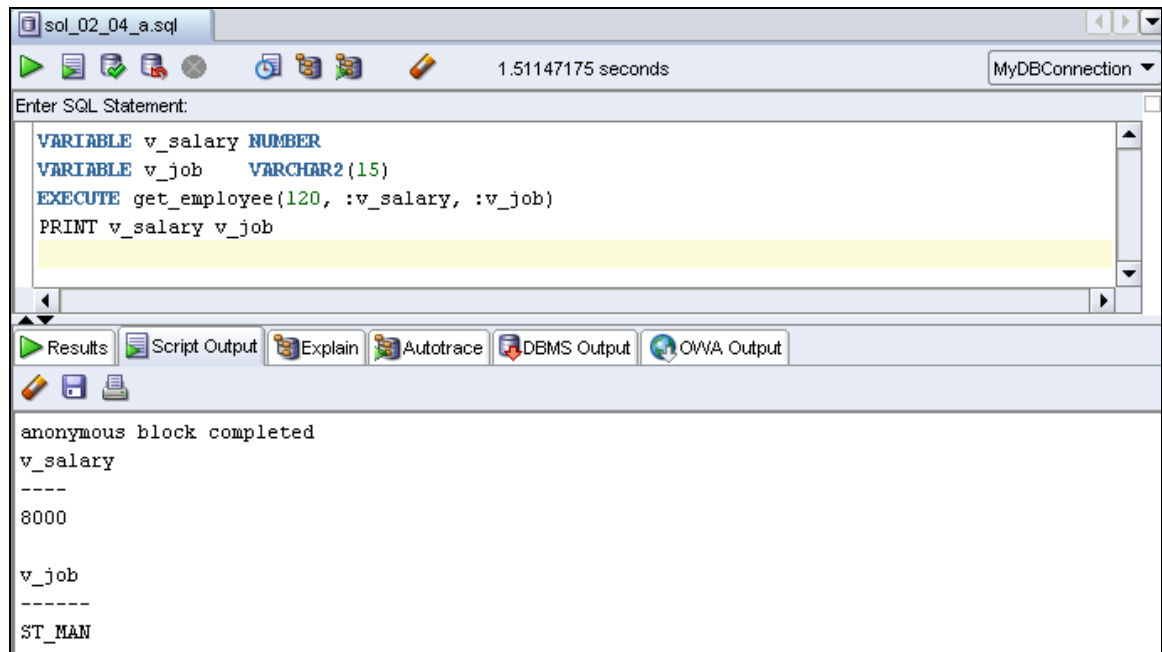 sol_02_04_a.sql
1.51147175 seconds
MyDBConnection
Enter SQL Statement:
VARIABLE v_salary NUMBER
VARIABLE v_job    VARCHAR2(15)
EXECUTE get_employee(120, :v_salary, :v_job)
PRINT v_salary v_job
Results Script Output Explain Autotrace DBMS Output OWA Output
anonymous block completed
v_salary
----
8000
v_job
------
ST_MAN